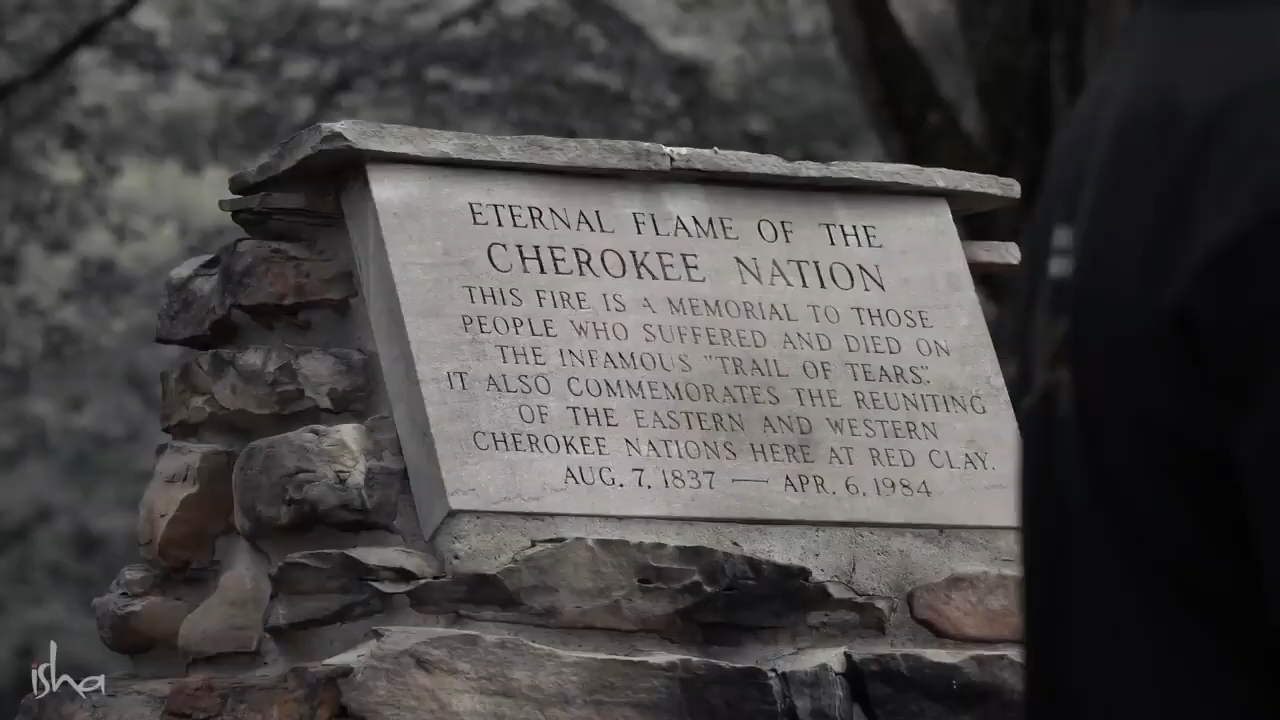 ETERNAL FLAME OF THE
CHEROKEE NATION
THIS FIRE IS A MEMORIAL TO THOSE
PEOPLE WHO SUFFERED AND DIED ON
THE INFAMOUS "TRAIL OF TEARS".
IT ALSO COMMEMORATES THE REUNITING
OF THE EASTERN AND WESTERN
CHEROKEE NATIONS HERE AT RED CLAY.
AUG. 7, 1837 — APR. 6, 1984
isha